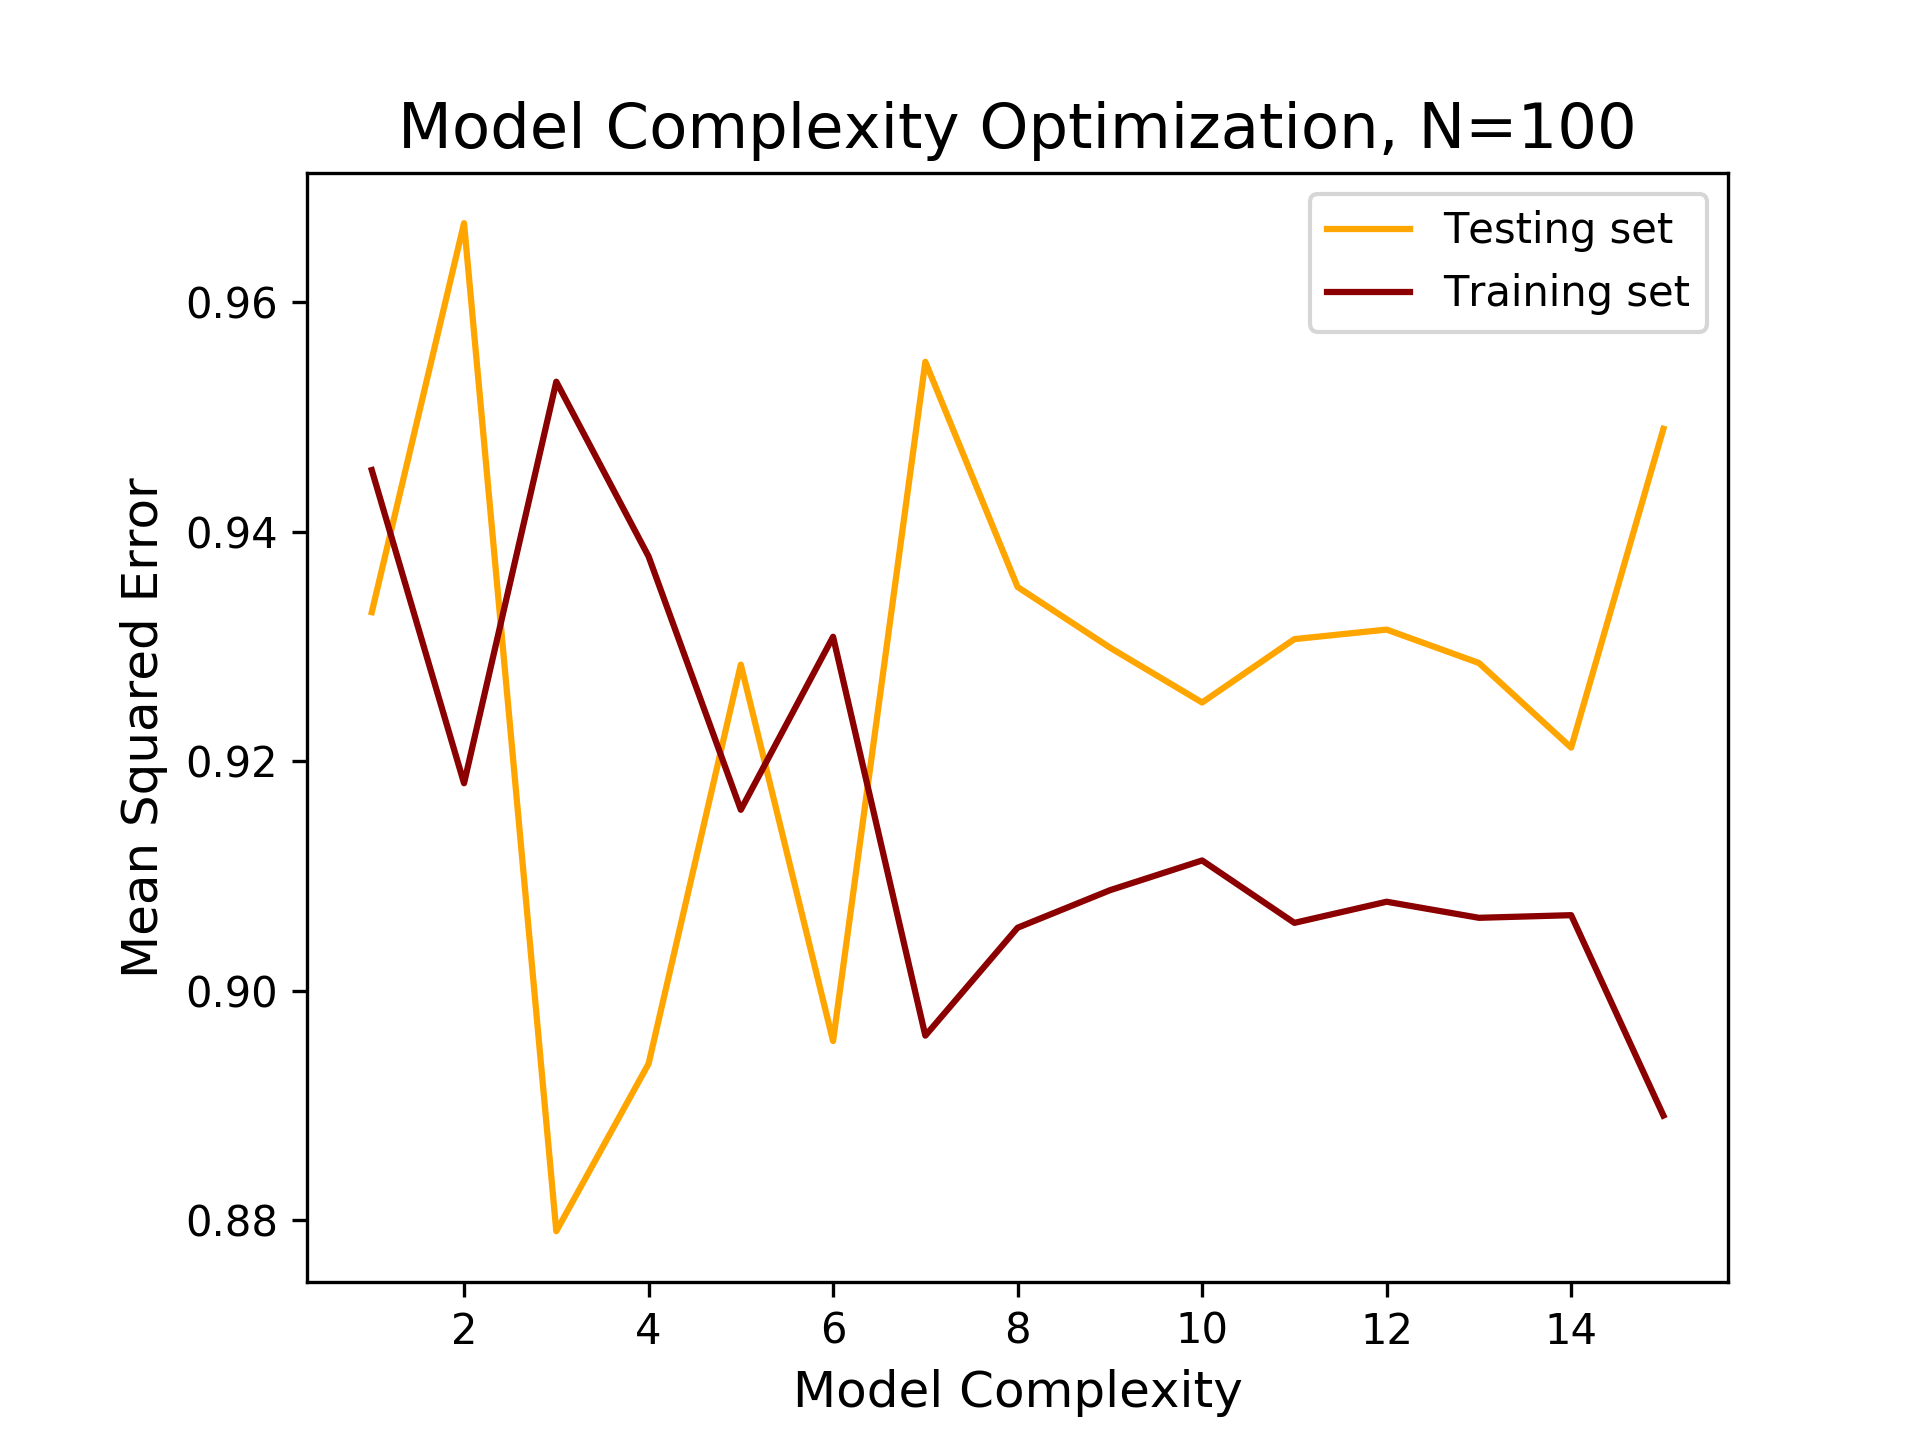 Model Complexity Optimization, N=100
Testing set
Training set
Mean Squared Error
0.96
0.94
0.92
0.90
0.88
2 4 6 8 10 12 14
Model Complexity